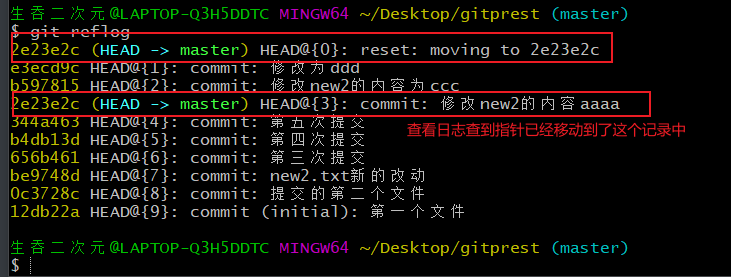 生吞二次元@LAPTOP-Q3H5DDTC MINGW64 ~/Desktop/gitprest (master)
$ git reflog
2e23e2c (HEAD -> master) HEAD@{0}: reset: moving to 2e23e2c
e3ecd9c HEAD@{1}: commit: 修改为ddd
b597815 HEAD@{2}: commit: 修改new2的内容为ccc
2e23e2c (HEAD -> master) HEAD@{3}: commit: 修改new2的内容aaaa
344a463 HEAD@{4}: commit: 第五次提交
查看日志查到指针已经移动到了这个记录中
b4db13d HEAD@{5}: commit: 第四次提交
656b461 HEAD@{6}: commit: 第三次提交
be9748d HEAD@{7}: commit: new2.txt新的改动
0c3728c HEAD@{8}: commit: 提交的第二个文件
12db22a HEAD@{9}: commit (initial): 第一个文件
生吞二次元@LAPTOP-Q3H5DDTC MINGW64 ~/Desktop/gitprest (master)
$